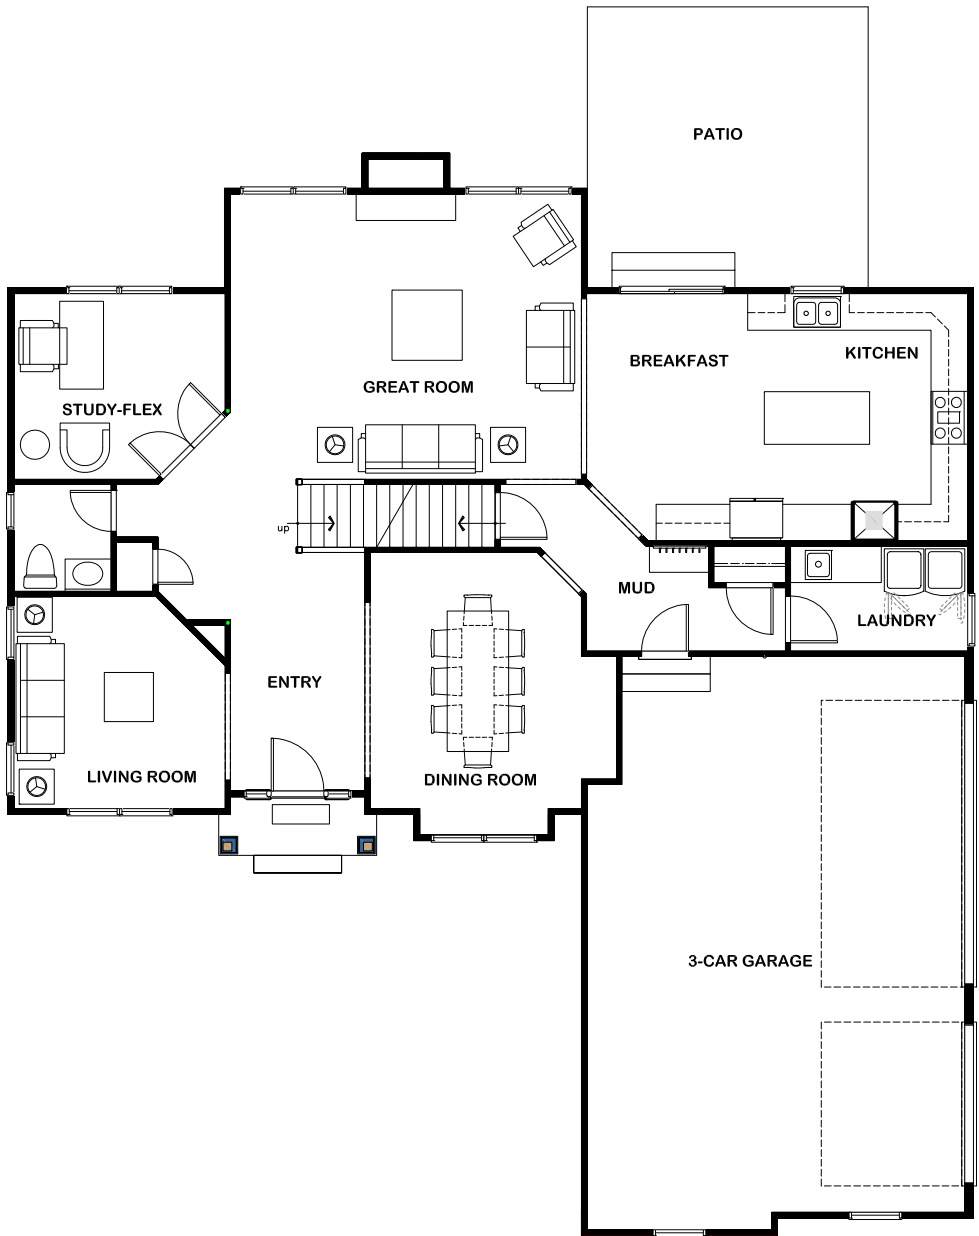 PATIO
KITCHEN
BREAKFAST
GREAT ROOM
STUDY-FLEX
up
MUD
LAUNDRY
ENTRY
LIVING ROOM
DINING ROOM
3-CAR GARAGE